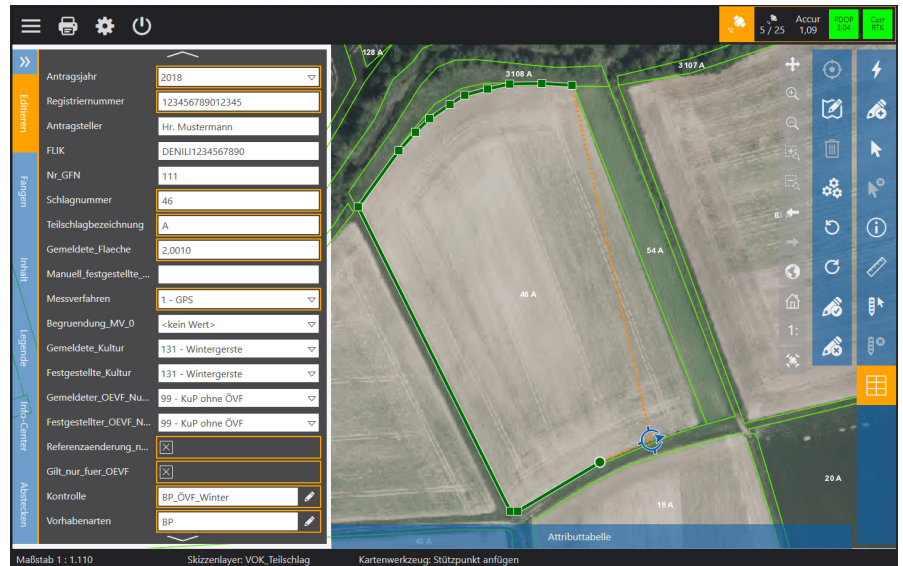 5 / 25
Accur
1,09
PDOP
3,04
Corr
RTK
Editieren
Fangen
Inhalt
Legende
Info-Center
Abstecken
Antragsjahr
2018
Registriernummer
123456789012345
Antragsteller
Hr. Mustermann
FLIK
DENILI1234567890
Nr_GFN
111
Schlagnummer
46
Teilschlagbezeichnung
A
Gemeldete_Flaeche
2,0010
Manuell_festgestellte_...
Messverfahren
1 - GPS
Begruendung_MV_0
<kein Wert>
Gemeldete_Kultur
131 - Wintergerste
Festgestellte_Kultur
131 - Wintergerste
Gemeldeter_OEVF_Nu...
99 - KuP ohne ÖVF
Festgestellter_OEVF_N...
99 - KuP ohne ÖVF
Referenzaenderung_n...
Gilt_nur_fuer_OEVF
Kontrolle
BP_ÖVF_Winter
Vorhabenarten
BP
128 A
3108 A
3107 A
54 A
46 A
20 A
19 A
45 A
1:
Attributtabelle
Maßstab 1 : 1.110
Skizzenlayer: VOK_Teilschlag
Kartenwerkzeug: Stützpunkt anfügen